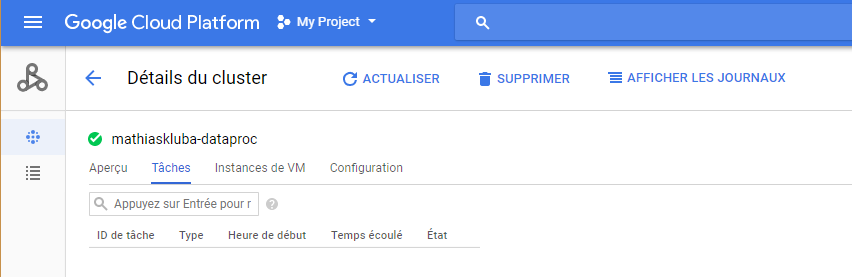 Google Cloud Platform My Project
Détails du cluster ACTUALISER SUPPRIMER AFFICHER LES JOURNAUX
mathiaskluba-dataproc
Aperçu Tâches Instances de VM Configuration
Appuyez sur Entrée pour r
ID de tâche Type Heure de début Temps écoulé État